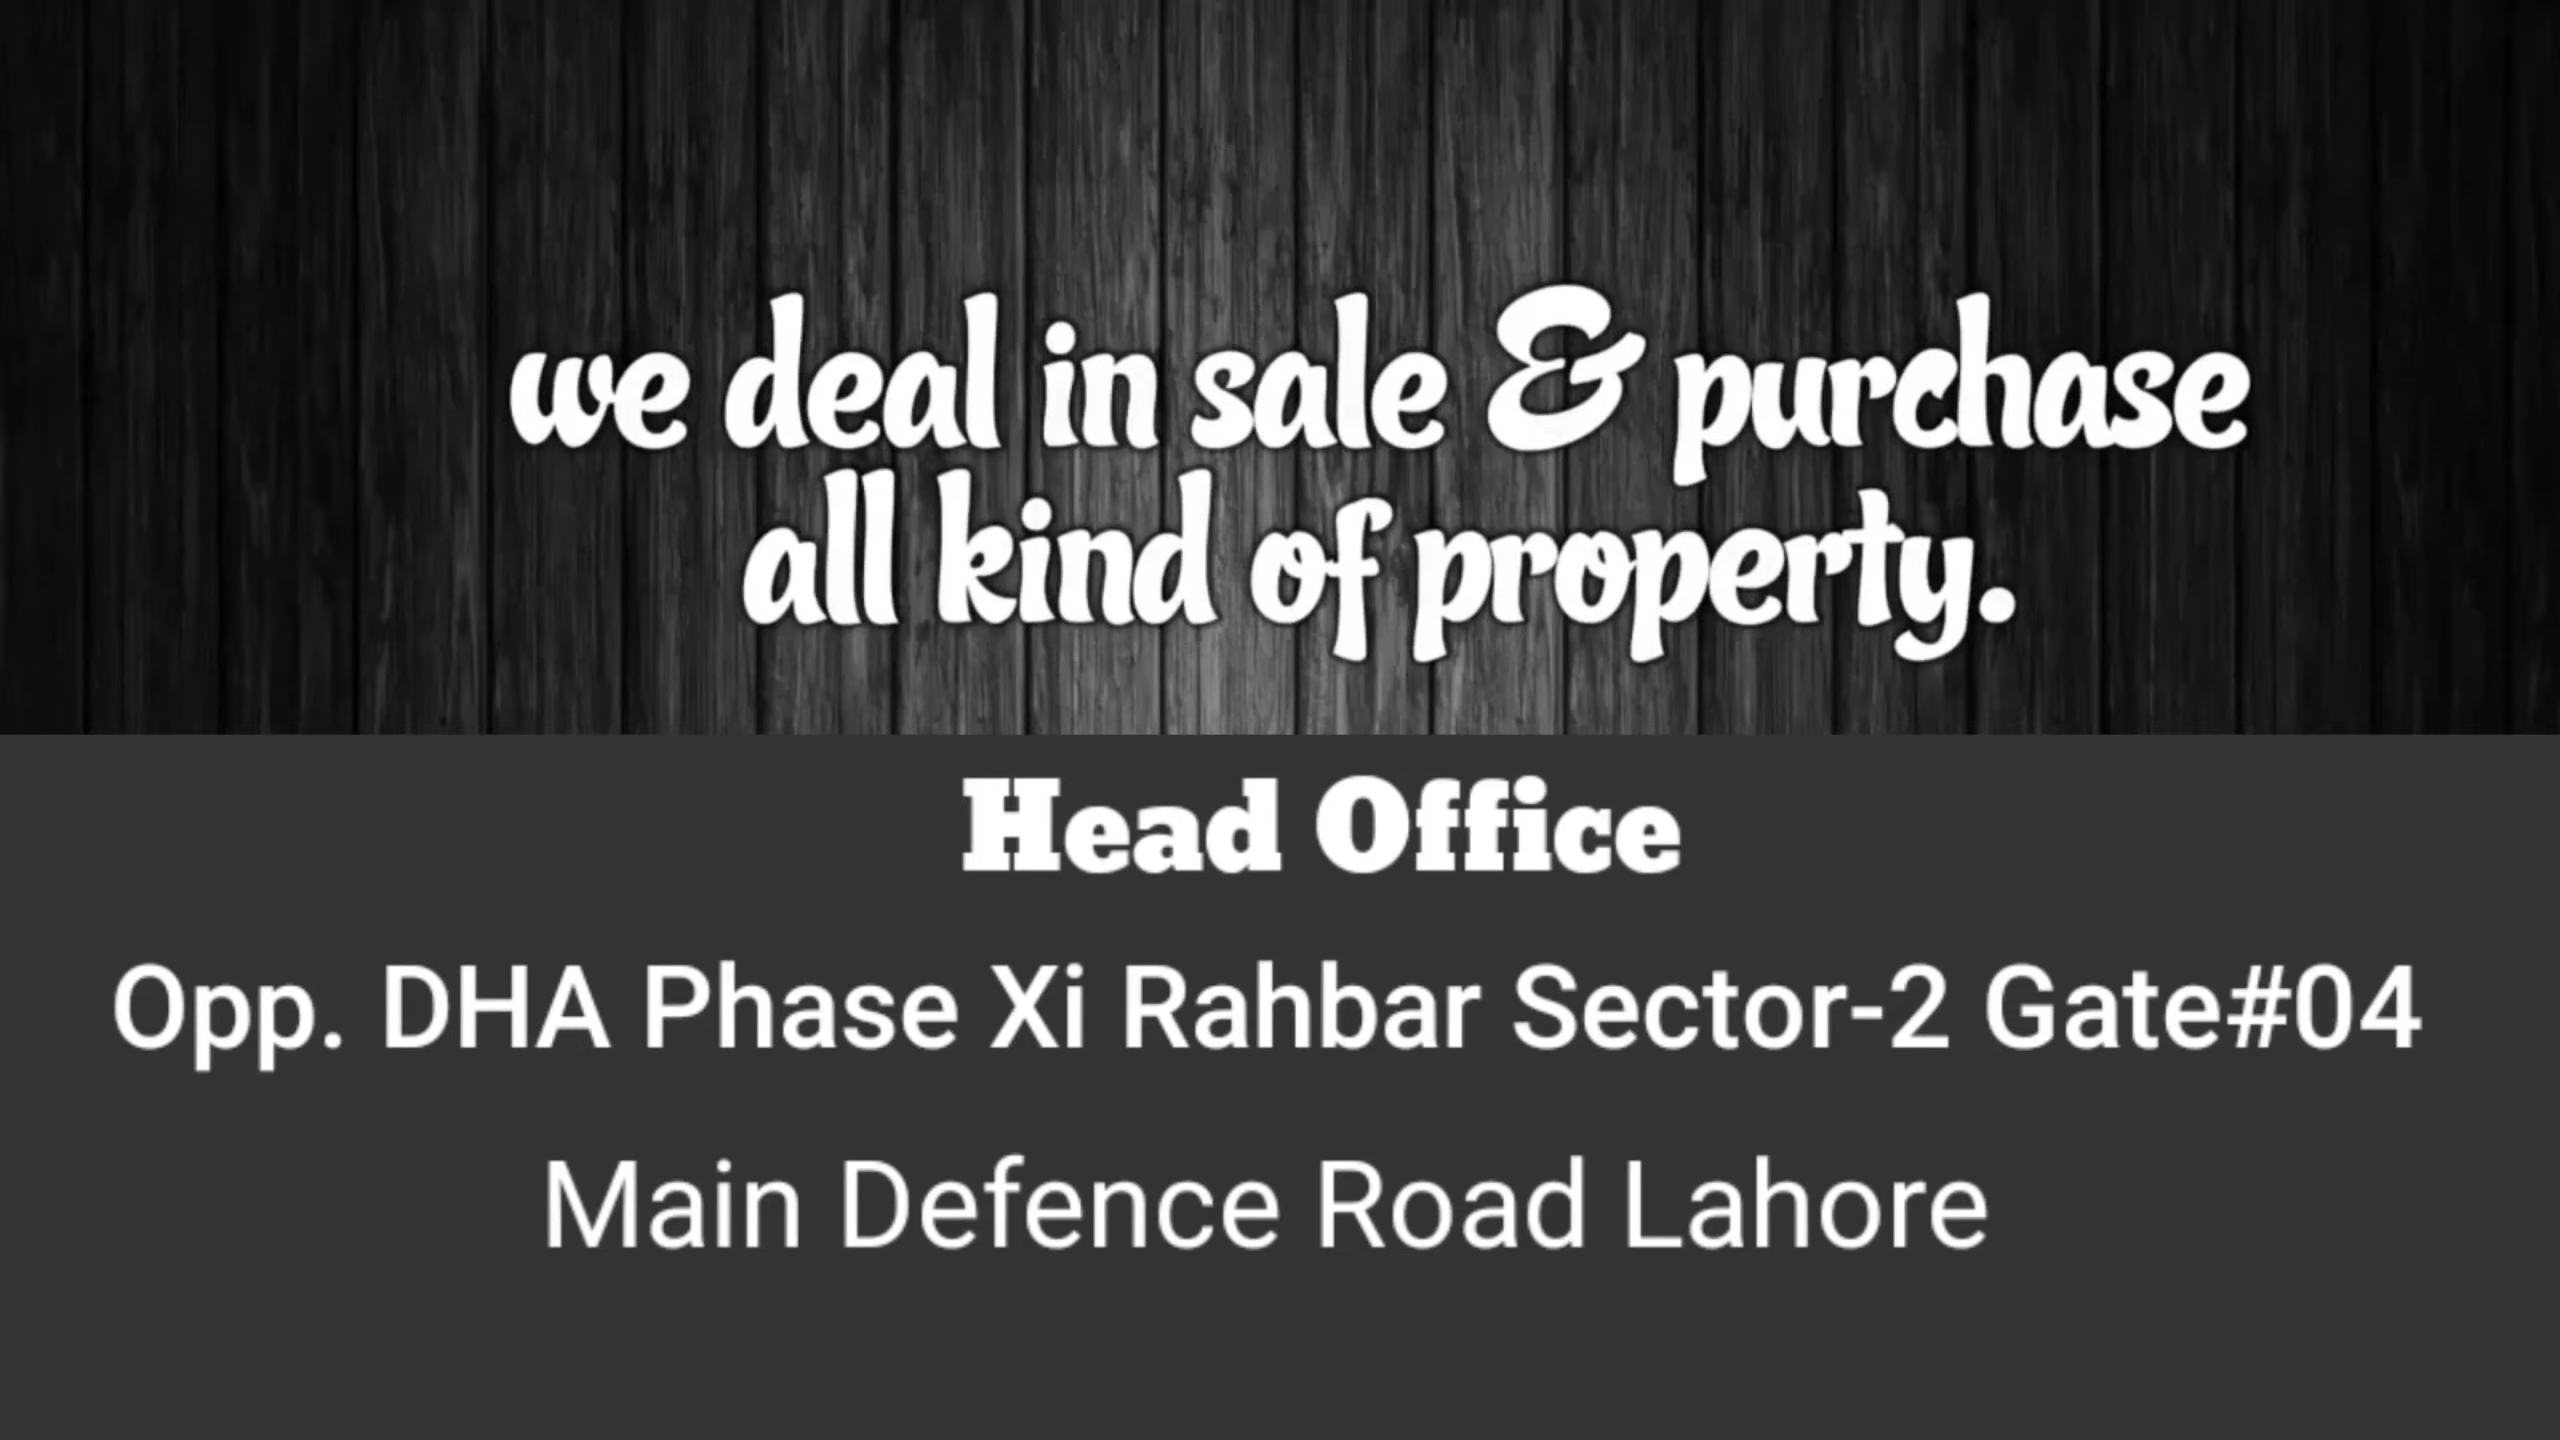 we deal in sale & purchase
all kind of property.
Head Office
Opp. DHA Phase Xi Rahbar Sector-2 Gate#04
Main Defence Road Lahore